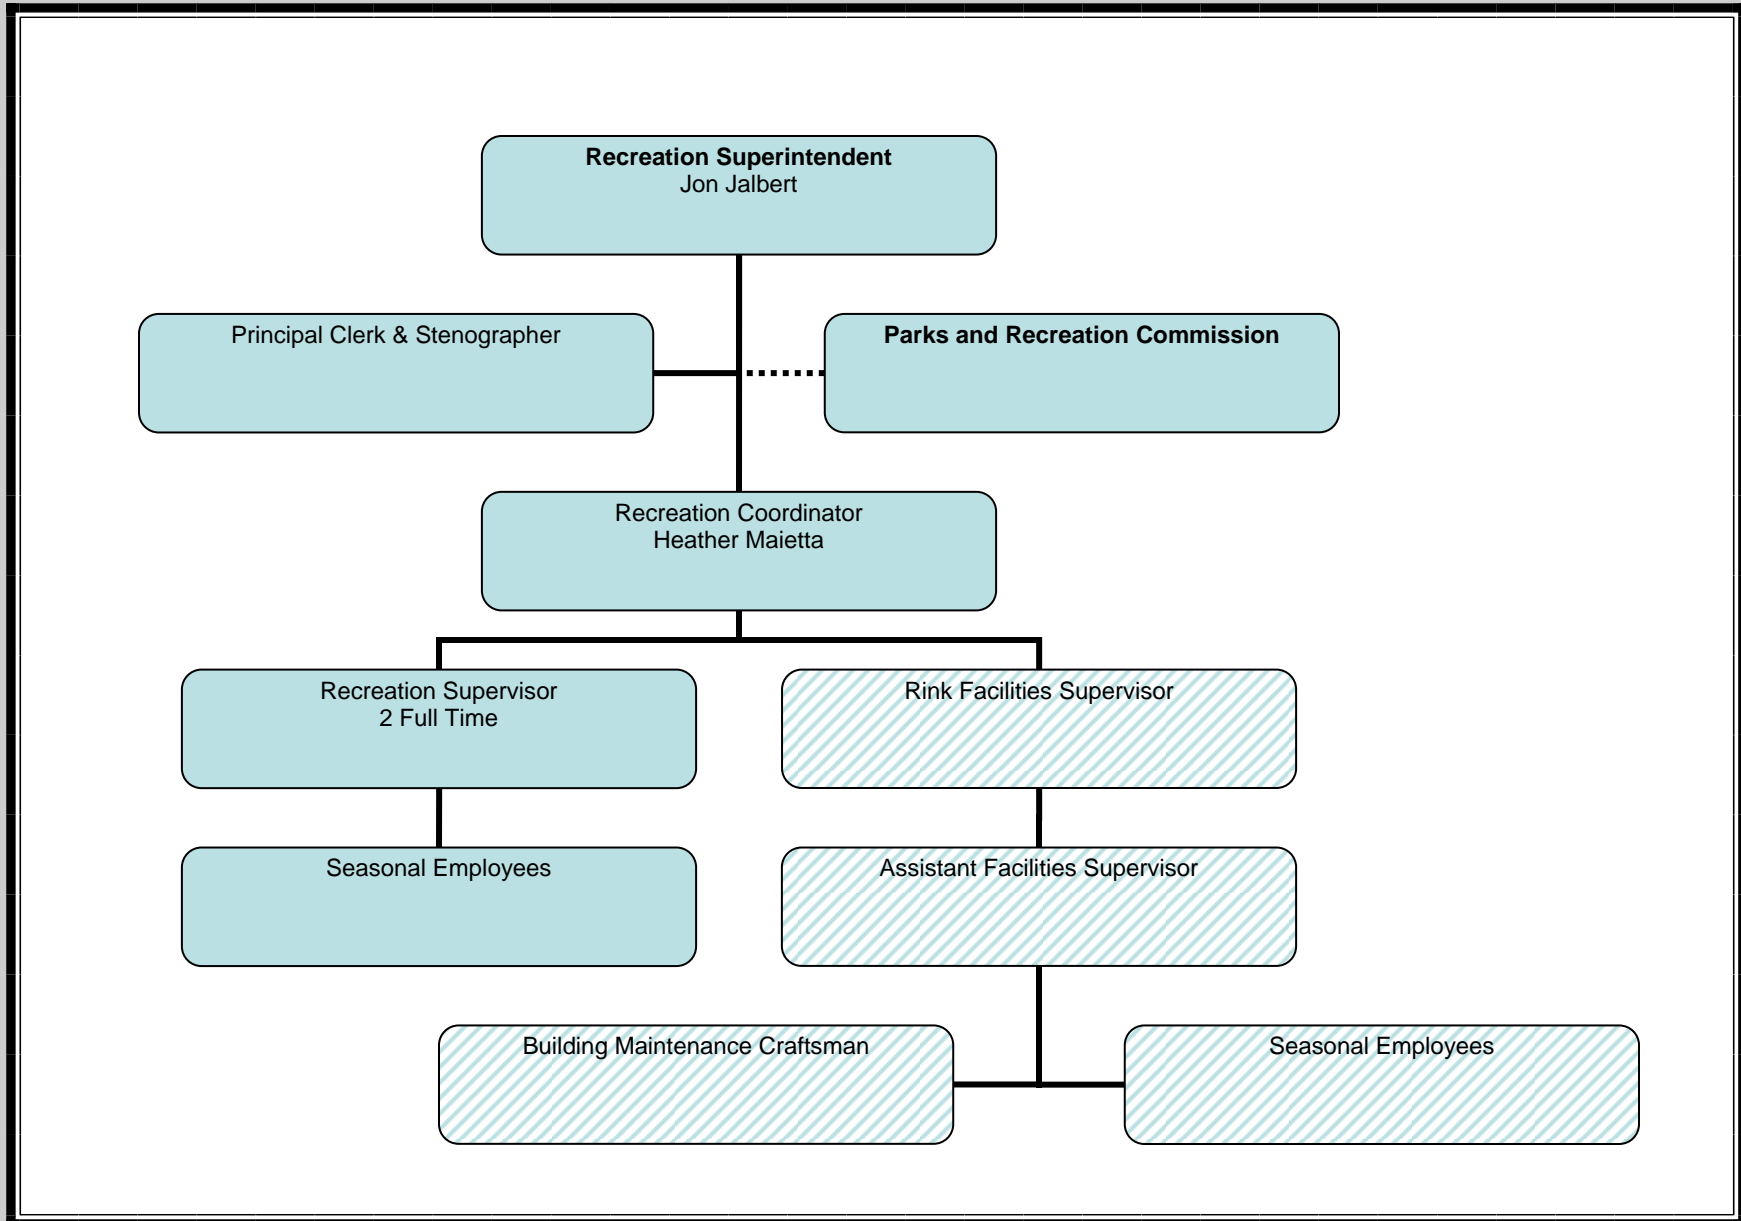 Recreation Superintendent
Jon Jalbert
Principal Clerk & Stenographer
Parks and Recreation Commission
Recreation Coordinator
Heather Maietta
Recreation Supervisor
2 Full Time
Rink Facilities Supervisor
Seasonal Employees
Assistant Facilities Supervisor
Building Maintenance Craftsman
Seasonal Employees